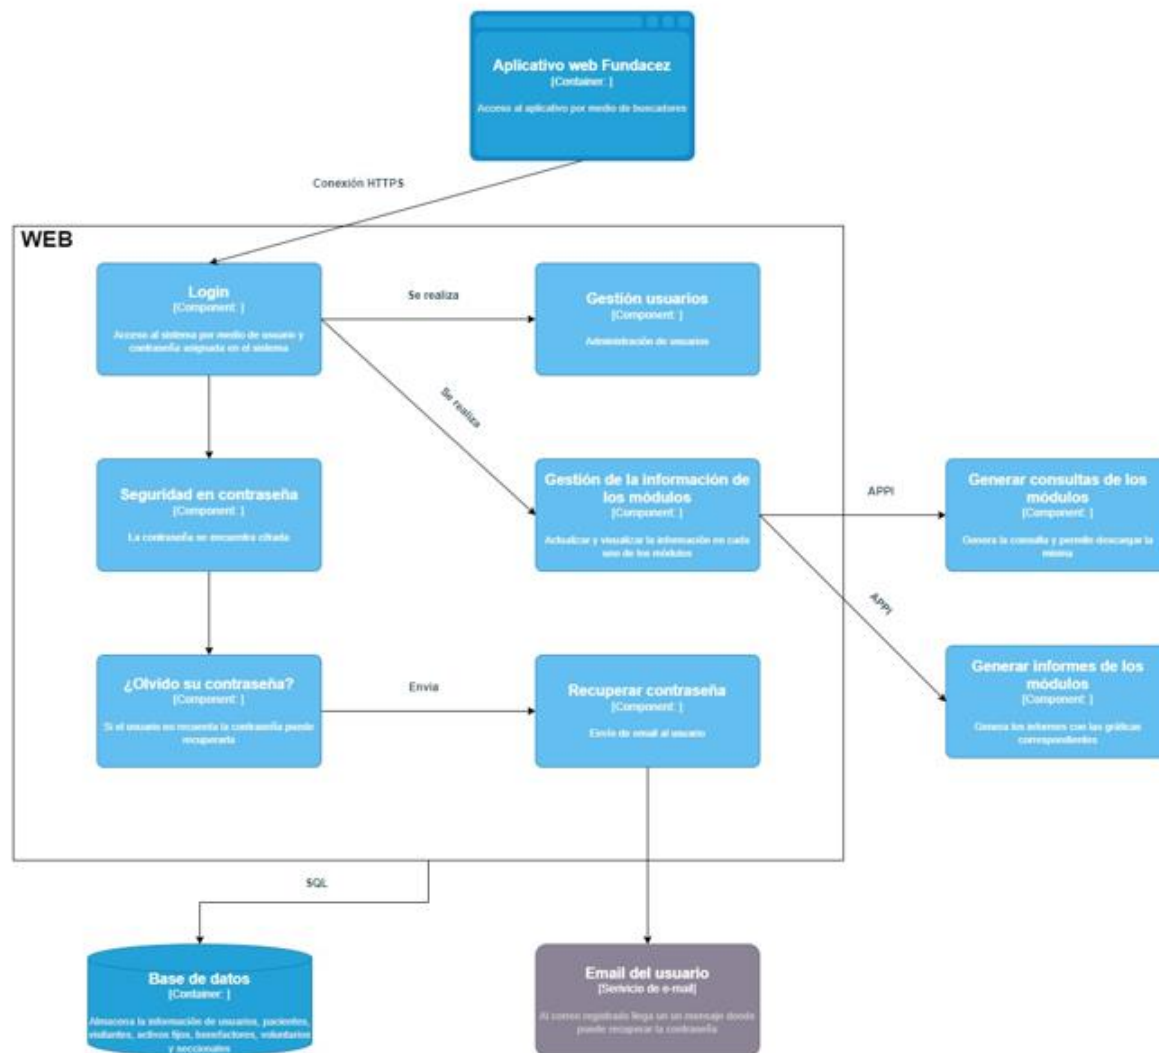 Aplicativo web Fundacez
[Container: ]
Acceso al aplicativo por medio de buscadores
Conexión HTTPS
WEB
Login
[Component: ]
Acceso al sistema por medio de usuario y
contraseña asignada en el sistema
Se realiza
Gestión usuarios
[Component: ]
Administración de usuarios
Se realiza
Seguridad en contraseña
[Component: ]
La contraseña se encuentra cifrada
Gestión de la información de
los módulos
[Component: ]
Actualizar y visualizar la información en cada
uno de los módulos
APPI
Generar consultas de los
módulos
[Component: ]
Genera la consulta y permite descargar la
misma
APPI
¿Olvido su contraseña?
[Component: ]
Si el usuario no recuerda la contraseña puede
recuperarla
Envia
Recuperar contraseña
[Component: ]
Envío de email al usuario
Generar informes de los
módulos
[Component: ]
Genera los informes con las gráficas
correspondientes
SQL
Base de datos
[Container: ]
Almacena la información de usuarios, pacientes,
visitantes, activos fijos, benefactores, voluntarios
y seccionales
Email del usuario
[Serivicio de e-mail]
Al correo registrado llega un un mensaje donde
puede recuperar la contraseña